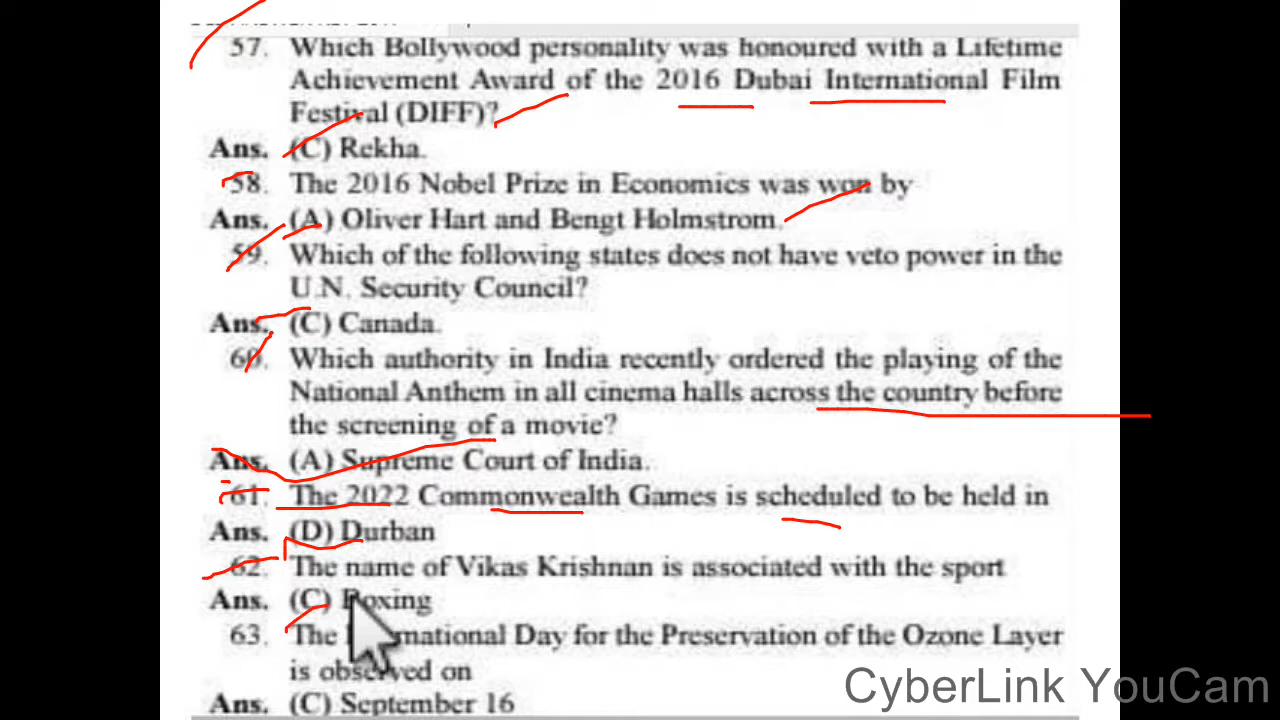 57. Which Bollywood personality was honoured with a Lifetime
Achievement Award of the 2016 Dubai International Film
Festival (DIFF)?
Ans. (C) Rekha.
58. The 2016 Nobel Prize in Economics was won by
Ans. (A) Oliver Hart and Bengt Holmstrom.
59. Which of the following states does not have veto power in the
U.N. Security Council?
Ans. (C) Canada.
60. Which authority in India recently ordered the playing of the
National Anthem in all cinema halls across the country before
the screening of a movie?
Ans. (A) Supreme Court of India.
61. The 2022 Commonwealth Games is scheduled to be held in
Ans. (D) Durban
62. The name of Vikas Krishnan is associated with the sport
Ans. (C) Boxing
63. The International Day for the Preservation of the Ozone Layer
is observed on
Ans. (C) September 16
CyberLink YouCam